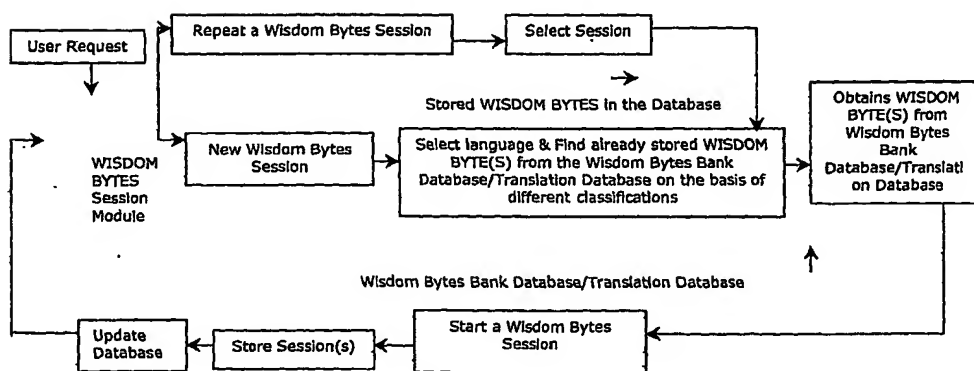 User Request
Repeat a Wisdom Bytes Session
Select Session
Stored WISDOM BYTES in the Database
WISDOM
BYTES
Session
Module
New Wisdom Bytes
Session
Select language & Find already stored WISDOM
BYTE(S) from the Wisdom Bytes Bank
Database/Translation Database on the basis of
different classifications
Obtains WISDOM
BYTE(S) from
Wisdom Bytes
Bank
Database/Translati
on Database
Wisdom Bytes Bank Database/Translation Database
Update
Database
Store Session(s)
Start a Wisdom Bytes
Session